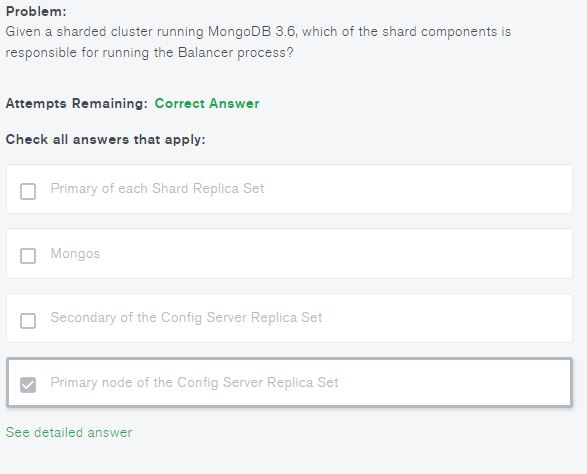 Problem:
Given a sharded cluster running MongoDB 3.6, which of the shard components is
responsible for running the Balancer process?
Attempts Remaining: Correct Answer
Check all answers that apply:
Primary of each Shard Replica Set
Mongos
Secondary of the Config Server Replica Set
Primary node of the Config Server Replica Set
See detailed answer